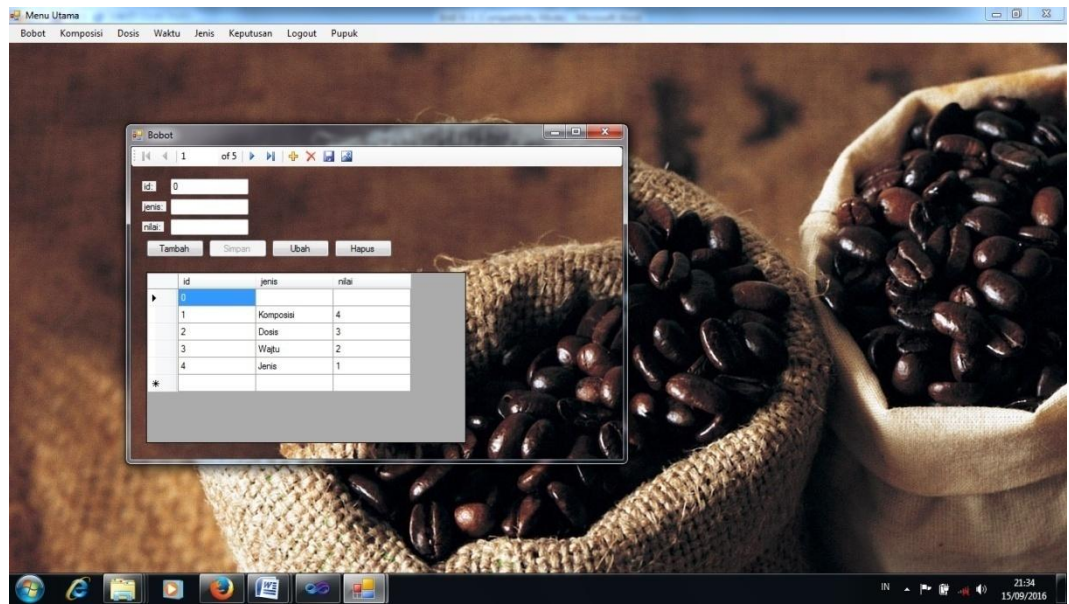 Menu Utama
Bobot Komposisi Dosis Waktu Jenis Keputusan Logout Pupuk
Bobot
1 of 5
id: 0
jenis:
nilai:
Tambah Simpan Ubah Hapus
id jenis nilai
0
1 Komposisi 4
2 Dosis 3
3 Wajtu 2
4 Jenis 1
IN 21:34
15/09/2016